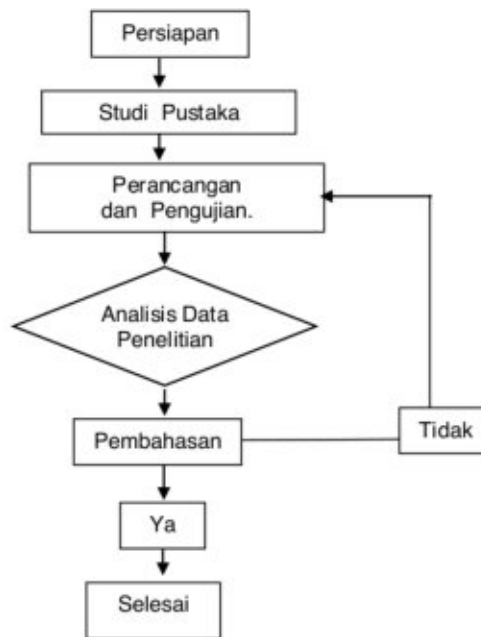 Persiapan
Studi Pustaka
Perancangan
dan Pengujian.
Analisis Data
Penelitian
Pembahasan
Tidak
Ya
Selesai